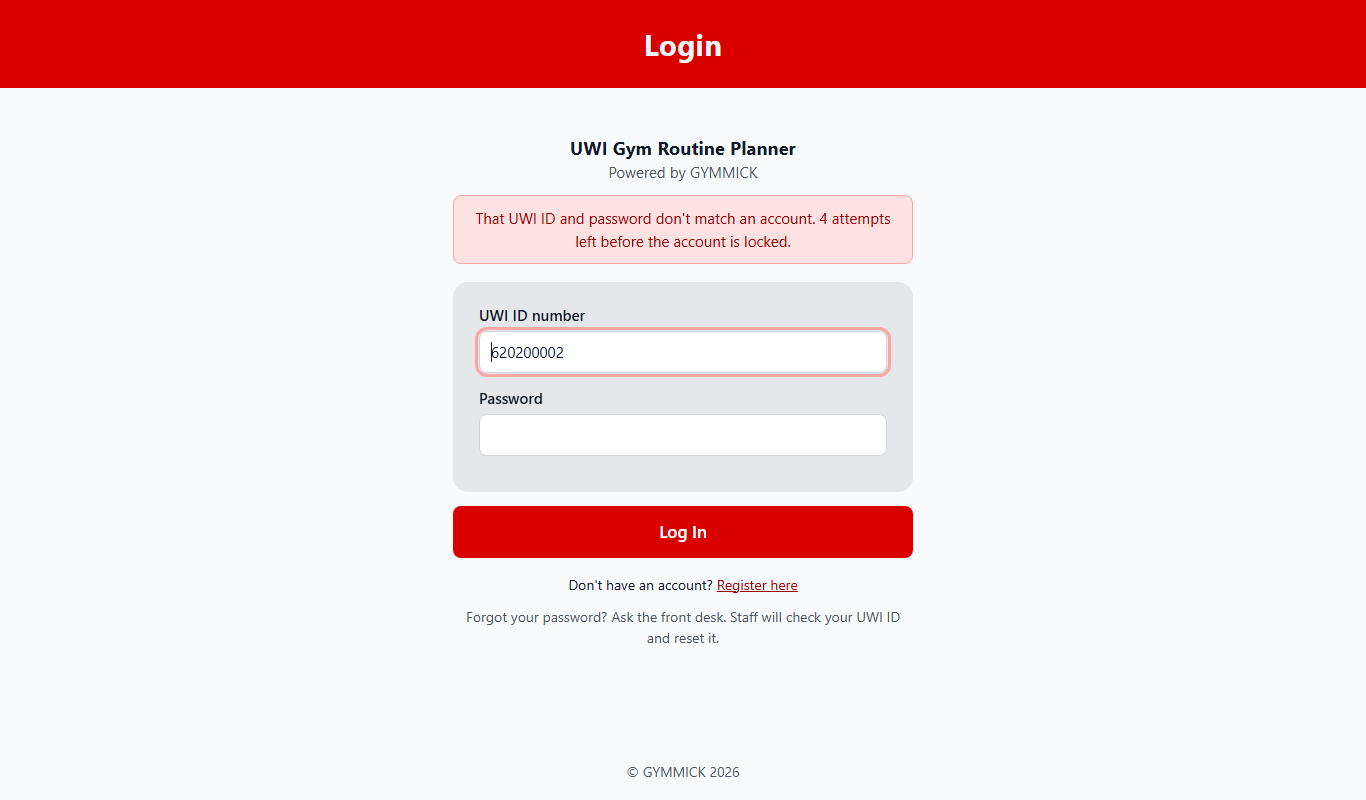 Login
UWI Gym Routine Planner
Powered by GYMMICK
That UWI ID and password don't match an account. 4 attempts
left before the account is locked.
UWI ID number
620200002
Password
Log In
Don't have an account? Register here
Forgot your password? Ask the front desk. Staff will check your UWI ID
and reset it.
© GYMMICK 2026